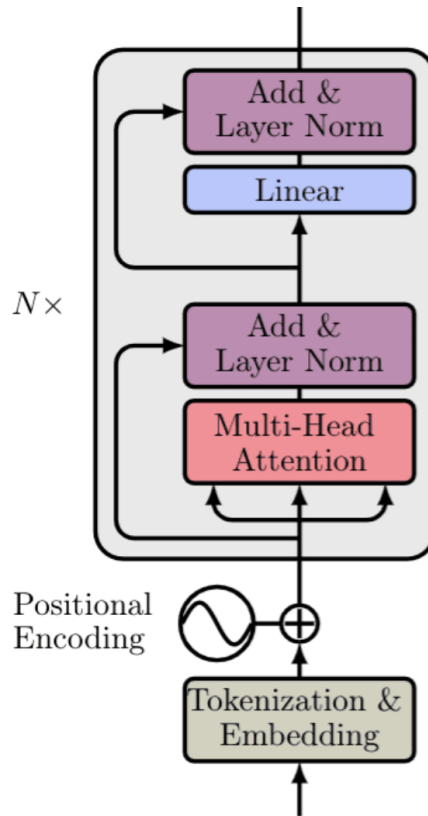 Add &
Layer Norm
Linear
N×
Add &
Layer Norm
Multi-Head
Attention
Positional
Encoding
Tokenization &
Embedding